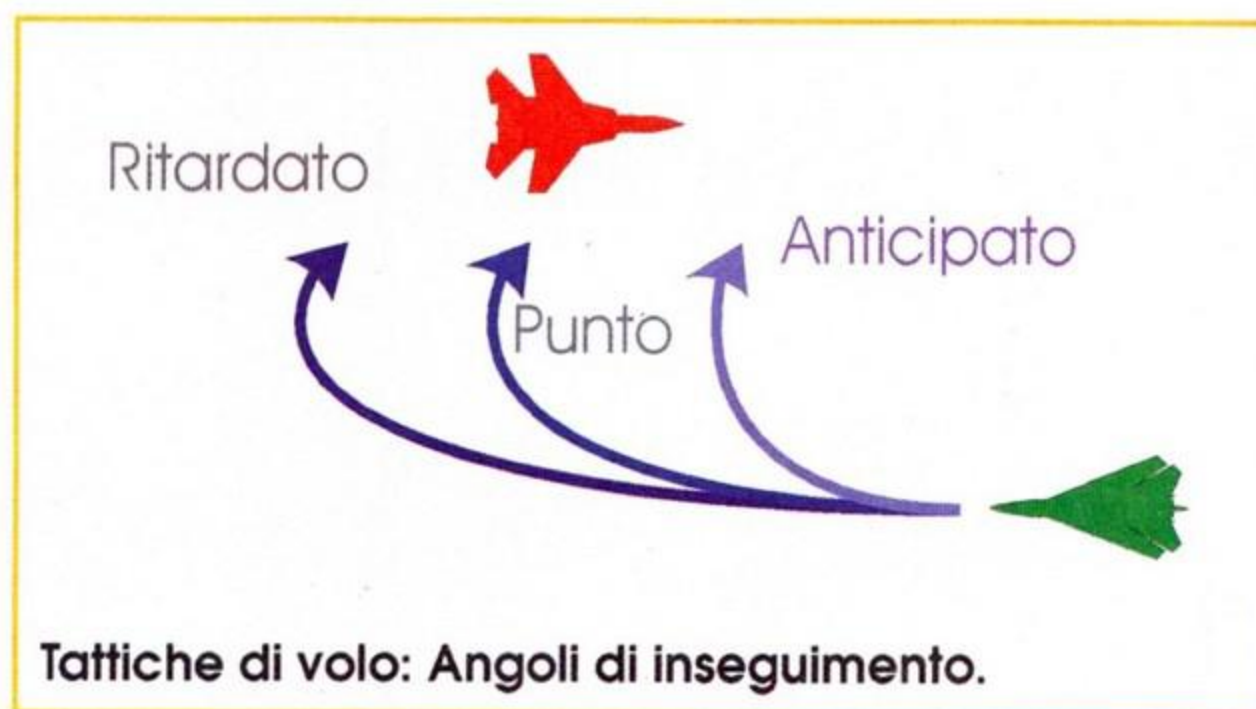 Ritardato
Anticipato
Punto
Tattiche di volo: Angoli di inseguimento.